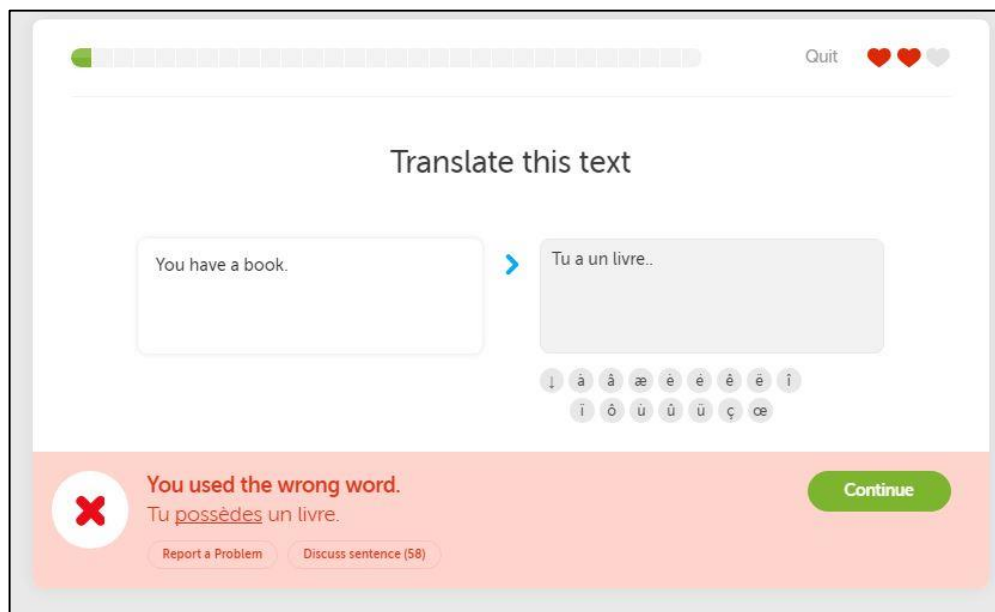 Quit
Translate this text
You have a book.
Tu a un livre..
↓ à â æ è é ê ë î
ï ô ù û ü ç œ
You used the wrong word.
Continue
Tu possèdes un livre.
Report a Problem Discuss sentence (58)